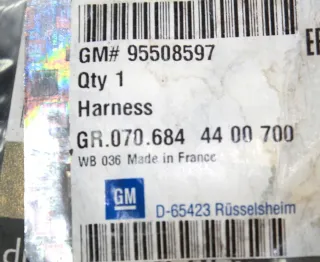 GM# 95508597
Qty 1
Harness
GR.070.684 44 00 700
WB 036 Made in France
GM
D-65423 Rüsselsheim